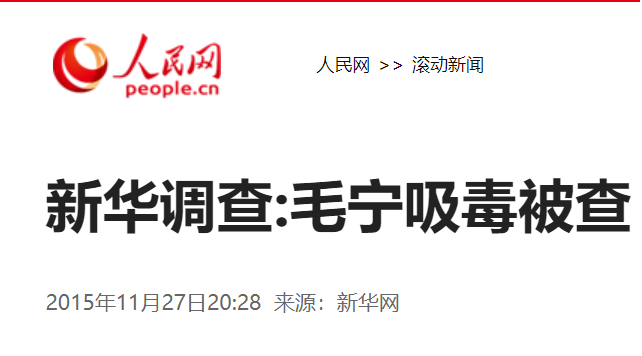 人民网
people.cn
人民网 >> 滚动新闻
新华调查:毛宁吸毒被查
2015年11月27日20:28 来源：新华网